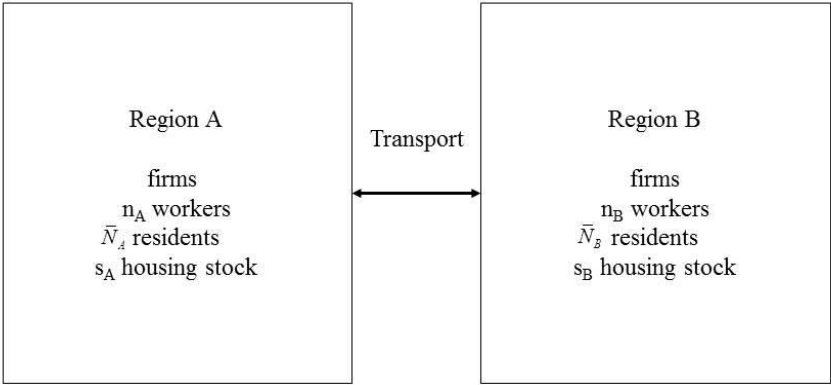 Region A
firms
n_A workers
N̄_A residents
s_A housing stock
Transport
Region B
firms
n_B workers
N̄_B residents
s_B housing stock